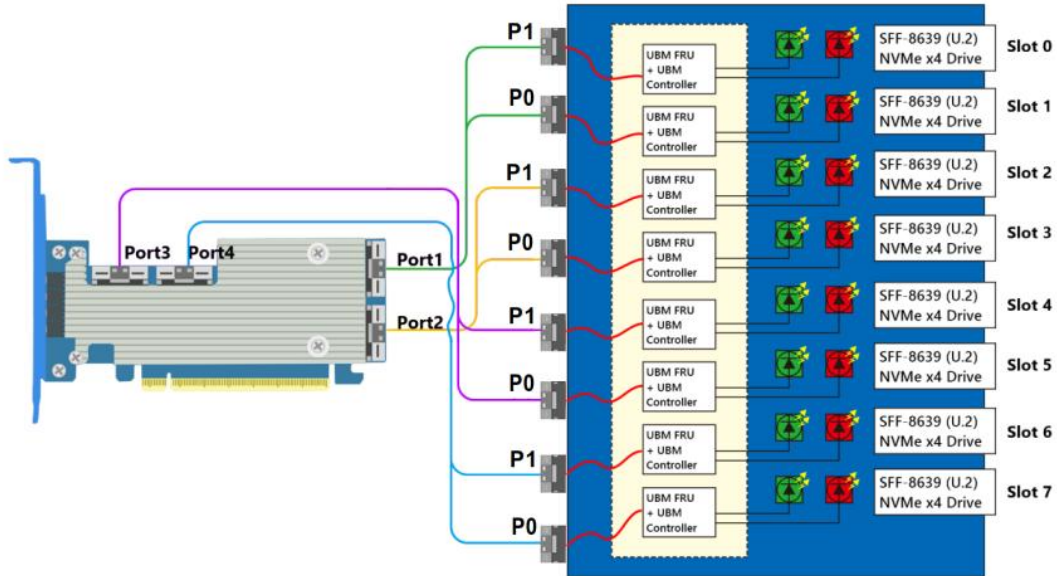 P1
UBM FRU
+ UBM
Controller
SFF-8639 (U.2)
NVMe x4 Drive
Slot 0
P0
UBM FRU
+ UBM
Controller
SFF-8639 (U.2)
NVMe x4 Drive
Slot 1
P1
UBM FRU
+ UBM
Controller
SFF-8639 (U.2)
NVMe x4 Drive
Slot 2
P0
UBM FRU
+ UBM
Controller
SFF-8639 (U.2)
NVMe x4 Drive
Slot 3
P1
UBM FRU
+ UBM
Controller
SFF-8639 (U.2)
NVMe x4 Drive
Slot 4
P0
UBM FRU
+ UBM
Controller
SFF-8639 (U.2)
NVMe x4 Drive
Slot 5
P1
UBM FRU
+ UBM
Controller
SFF-8639 (U.2)
NVMe x4 Drive
Slot 6
P0
UBM FRU
+ UBM
Controller
SFF-8639 (U.2)
NVMe x4 Drive
Slot 7
Port3
Port4
Port1
Port2